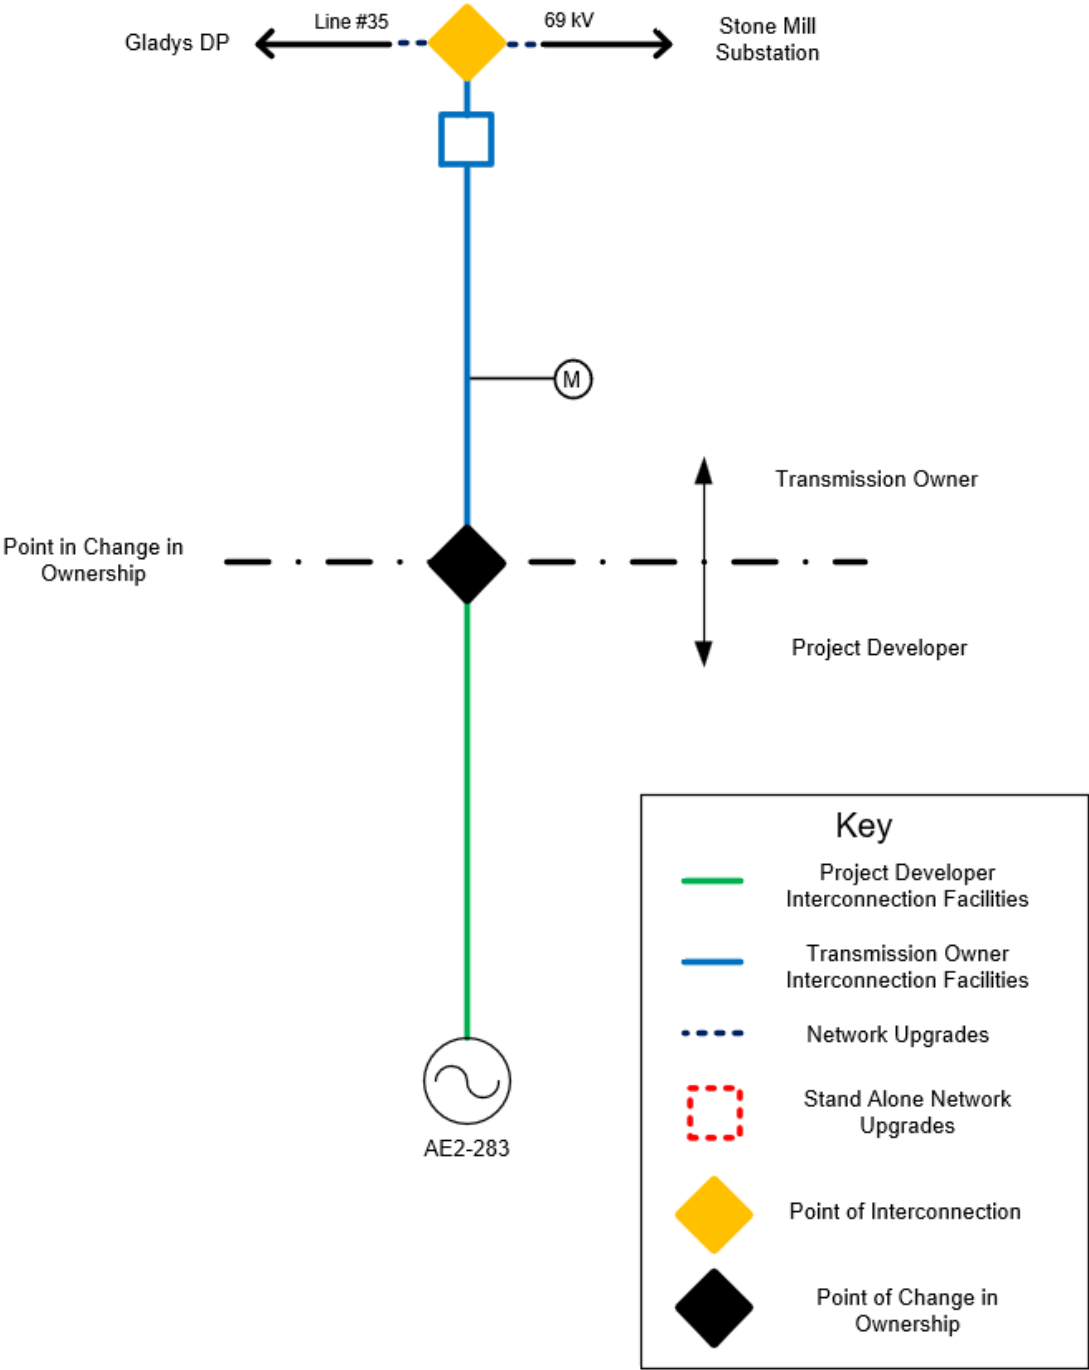 Gladys DP
Line #35
69 kV
Stone Mill
Substation
M
Transmission Owner
Point in Change in
Ownership
Project Developer
AE2-283
Key
Project Developer
Interconnection Facilities
Transmission Owner
Interconnection Facilities
Network Upgrades
Stand Alone Network
Upgrades
Point of Interconnection
Point of Change in
Ownership